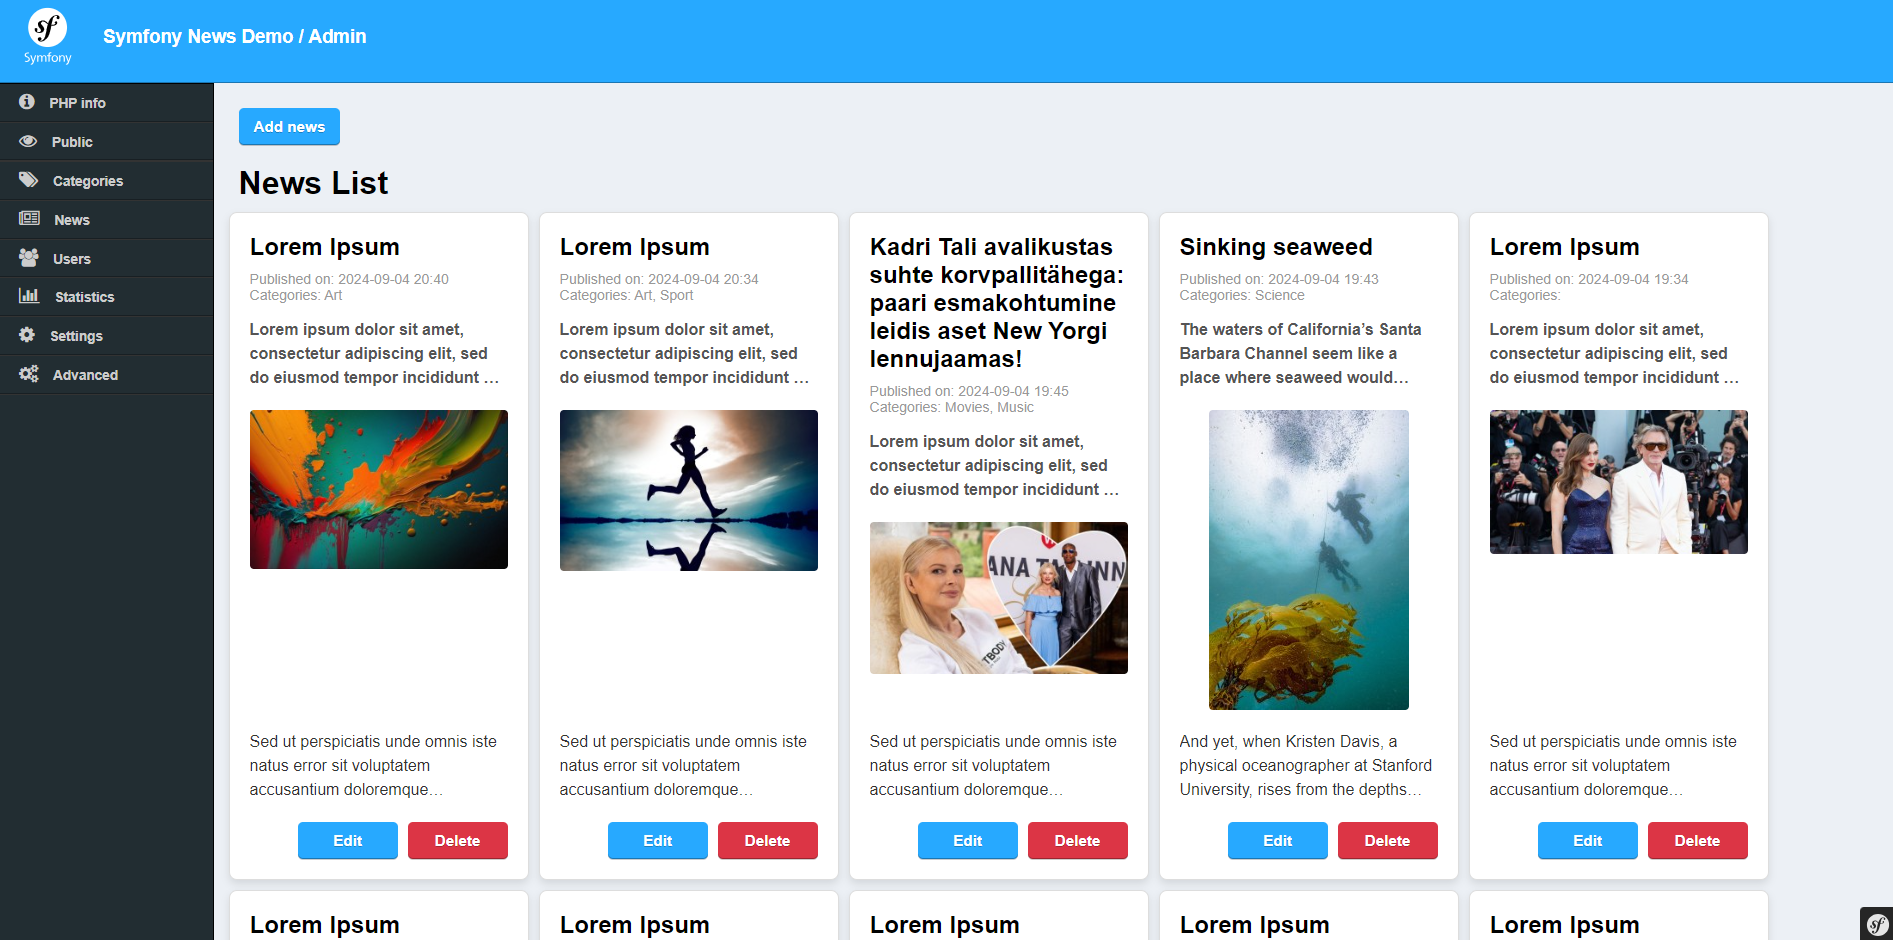 Symfony
Symfony News Demo / Admin
PHP info
Public
Categories
News
Users
Statistics
Settings
Advanced
Add news
News List
Lorem Ipsum
Published on: 2024-09-04 20:40
Categories: Art
Lorem ipsum dolor sit amet,
consectetur adipiscing elit, sed
do eiusmod tempor incididunt …
Sed ut perspiciatis unde omnis iste
natus error sit voluptatem
accusantium doloremque…
Edit
Delete
Lorem Ipsum
Published on: 2024-09-04 20:34
Categories: Art, Sport
Lorem ipsum dolor sit amet,
consectetur adipiscing elit, sed
do eiusmod tempor incididunt …
Sed ut perspiciatis unde omnis iste
natus error sit voluptatem
accusantium doloremque…
Edit
Delete
Kadri Tali avalikustas
suhte korvpallitähega:
paari esmakohtumine
leidis aset New Yorgi
lennujaamas!
Published on: 2024-09-04 19:45
Categories: Movies, Music
Lorem ipsum dolor sit amet,
consectetur adipiscing elit, sed
do eiusmod tempor incididunt …
TBODY
Sed ut perspiciatis unde omnis iste
natus error sit voluptatem
accusantium doloremque…
Edit
Delete
Sinking seaweed
Published on: 2024-09-04 19:43
Categories: Science
The waters of California’s Santa
Barbara Channel seem like a
place where seaweed would…
And yet, when Kristen Davis, a
physical oceanographer at Stanford
University, rises from the depths…
Edit
Delete
Lorem Ipsum
Published on: 2024-09-04 19:34
Categories:
Lorem ipsum dolor sit amet,
consectetur adipiscing elit, sed
do eiusmod tempor incididunt …
Sed ut perspiciatis unde omnis iste
natus error sit voluptatem
accusantium doloremque…
Edit
Delete
Lorem Ipsum
Lorem Ipsum
Lorem Ipsum
Lorem Ipsum
Lorem Ipsum